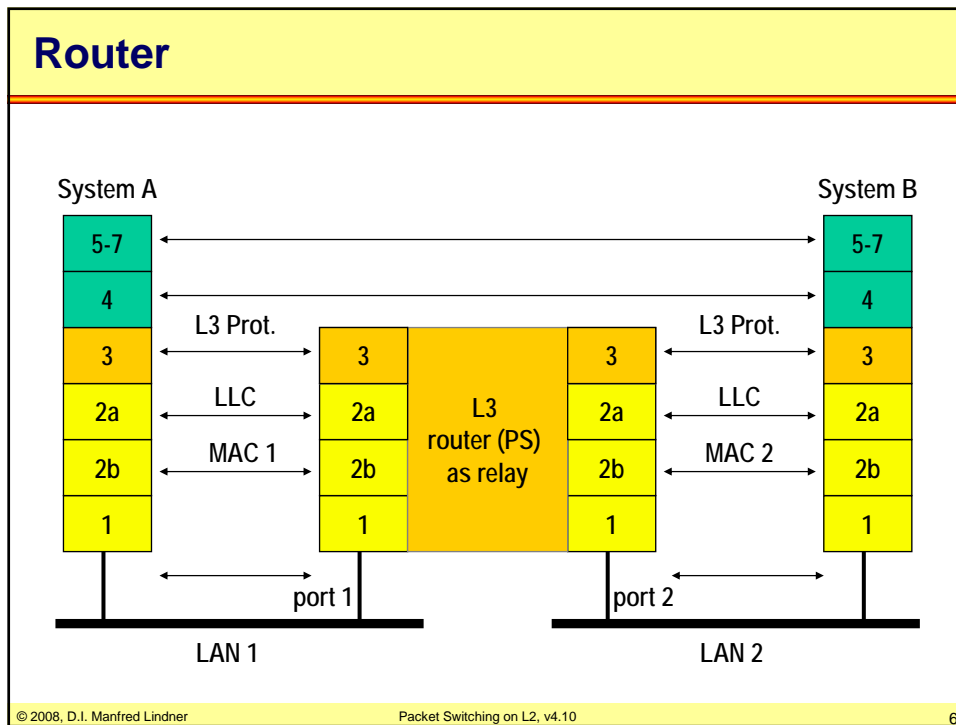 Router
System A
System B
5-7
5-7
4
4
L3 Prot.
L3 Prot.
3
3
3
3
LLC
LLC
2a
2a
L3
router (PS)
as relay
2a
2a
MAC 1
MAC 2
2b
2b
2b
2b
1
1
1
1
port 1
port 2
LAN 1
LAN 2
© 2008, D.I. Manfred Lindner
Packet Switching on L2, v4.10
6